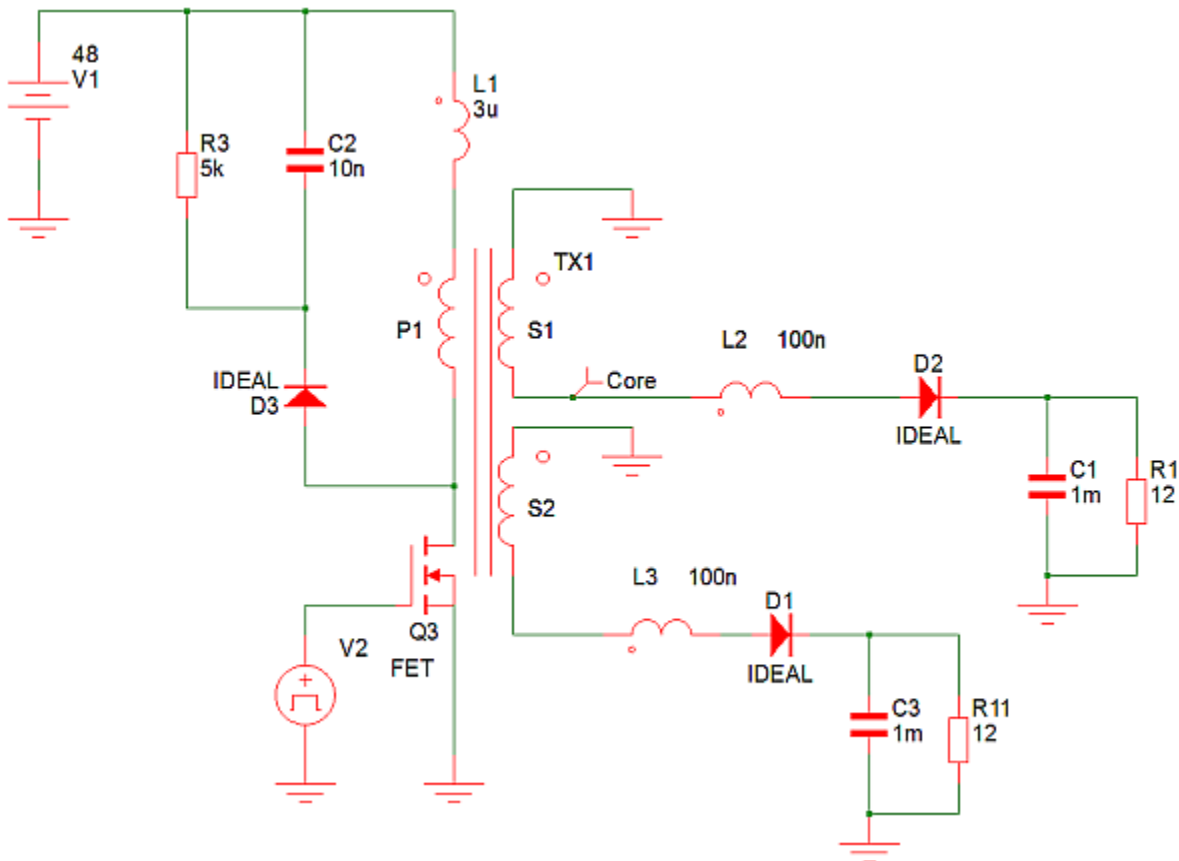 48
V1
R3
5k
C2
10n
L1
3u
TX1
P1
S1
L2 100n
D2
Core
IDEAL
D3
IDEAL
C1
1m
R1
12
S2
L3 100n
D1
Q3
V2
FET
IDEAL
C3
1m
R11
12